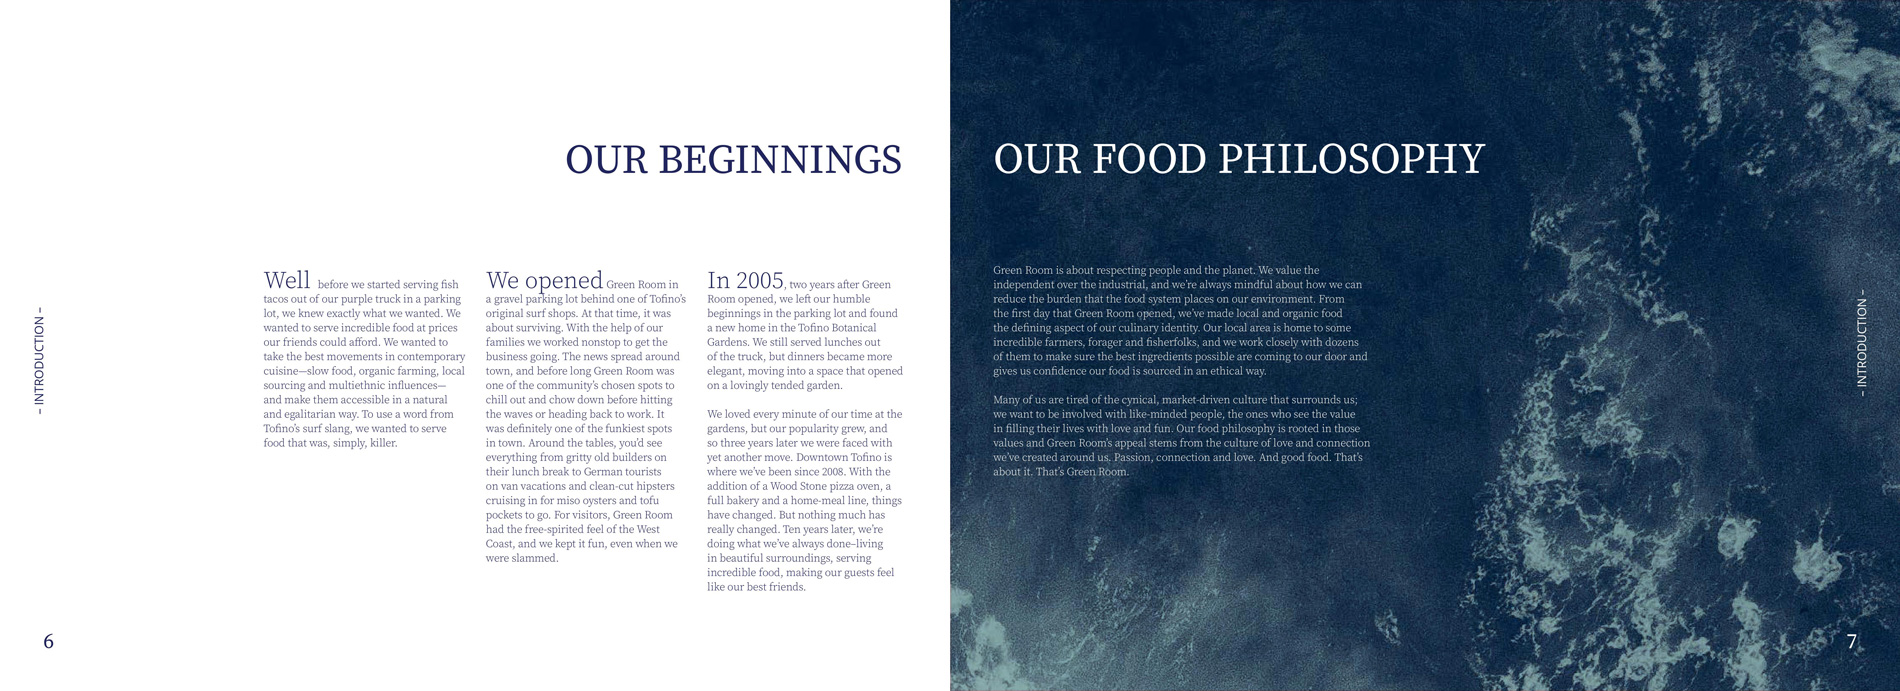 OUR BEGINNINGS
Well before we started serving fish
tacos out of our purple truck in a parking
lot, we knew exactly what we wanted. We
wanted to serve incredible food at prices
our friends could afford. We wanted to
take the best movements in contemporary
cuisine—slow food, organic farming, local
sourcing and multiethnic influences—
and make them accessible in a natural
and egalitarian way. To use a word from
Tofino's surf slang, we wanted to serve
food that was, simply, killer.
We opened Green Room in
a gravel parking lot behind one of Tofino's
original surf shops. At that time, it was
about surviving. With the help of our
families we worked nonstop to get the
business going. The news spread around
town, and before long Green Room was
one of the community's chosen spots to
chill out and chow down before hitting
the waves or heading back to work. It
was definitely one of the funkiest spots
in town. Around the tables, you'd see
everything from gritty old builders on
their lunch break to German tourists
on van vacations and clean-cut hipsters
cruising in for miso oysters and tofu
pockets to go. For visitors, Green Room
had the free-spirited feel of the West
Coast, and we kept it fun, even when we
were slammed.
In 2005, two years after Green
Room opened, we left our humble
beginnings in the parking lot and found
a new home in the Tofino Botanical
Gardens. We still served lunches out
of the truck, but dinners became more
elegant, moving into a space that opened
on a lovingly tended garden.
We loved every minute of our time at the
gardens, but our popularity grew, and
so three years later we were faced with
yet another move. Downtown Tofino is
where we've been since 2008. With the
addition of a Wood Stone pizza oven, a
full bakery and a home-meal line, things
have changed. But nothing much has
really changed. Ten years later, we're
doing what we've always done–living
in beautiful surroundings, serving
incredible food, making our guests feel
like our best friends.
– INTRODUCTION –
6
OUR FOOD PHILOSOPHY
Green Room is about respecting people and the planet. We value the
independent over the industrial, and we're always mindful about how we can
reduce the burden that the food system places on our environment. From
the first day that Green Room opened, we've made local and organic food
the defining aspect of our culinary identity. Our local area is home to some
incredible farmers, forager and fisherfolks, and we work closely with dozens
of them to make sure the best ingredients possible are coming to our door and
gives us confidence our food is sourced in an ethical way.
Many of us are tired of the cynical, market-driven culture that surrounds us;
we want to be involved with like-minded people, the ones who see the value
in filling their lives with love and fun. Our food philosophy is rooted in those
values and Green Room's appeal stems from the culture of love and connection
we've created around us. Passion, connection and love. And good food. That's
about it. That's Green Room.
– INTRODUCTION –
7